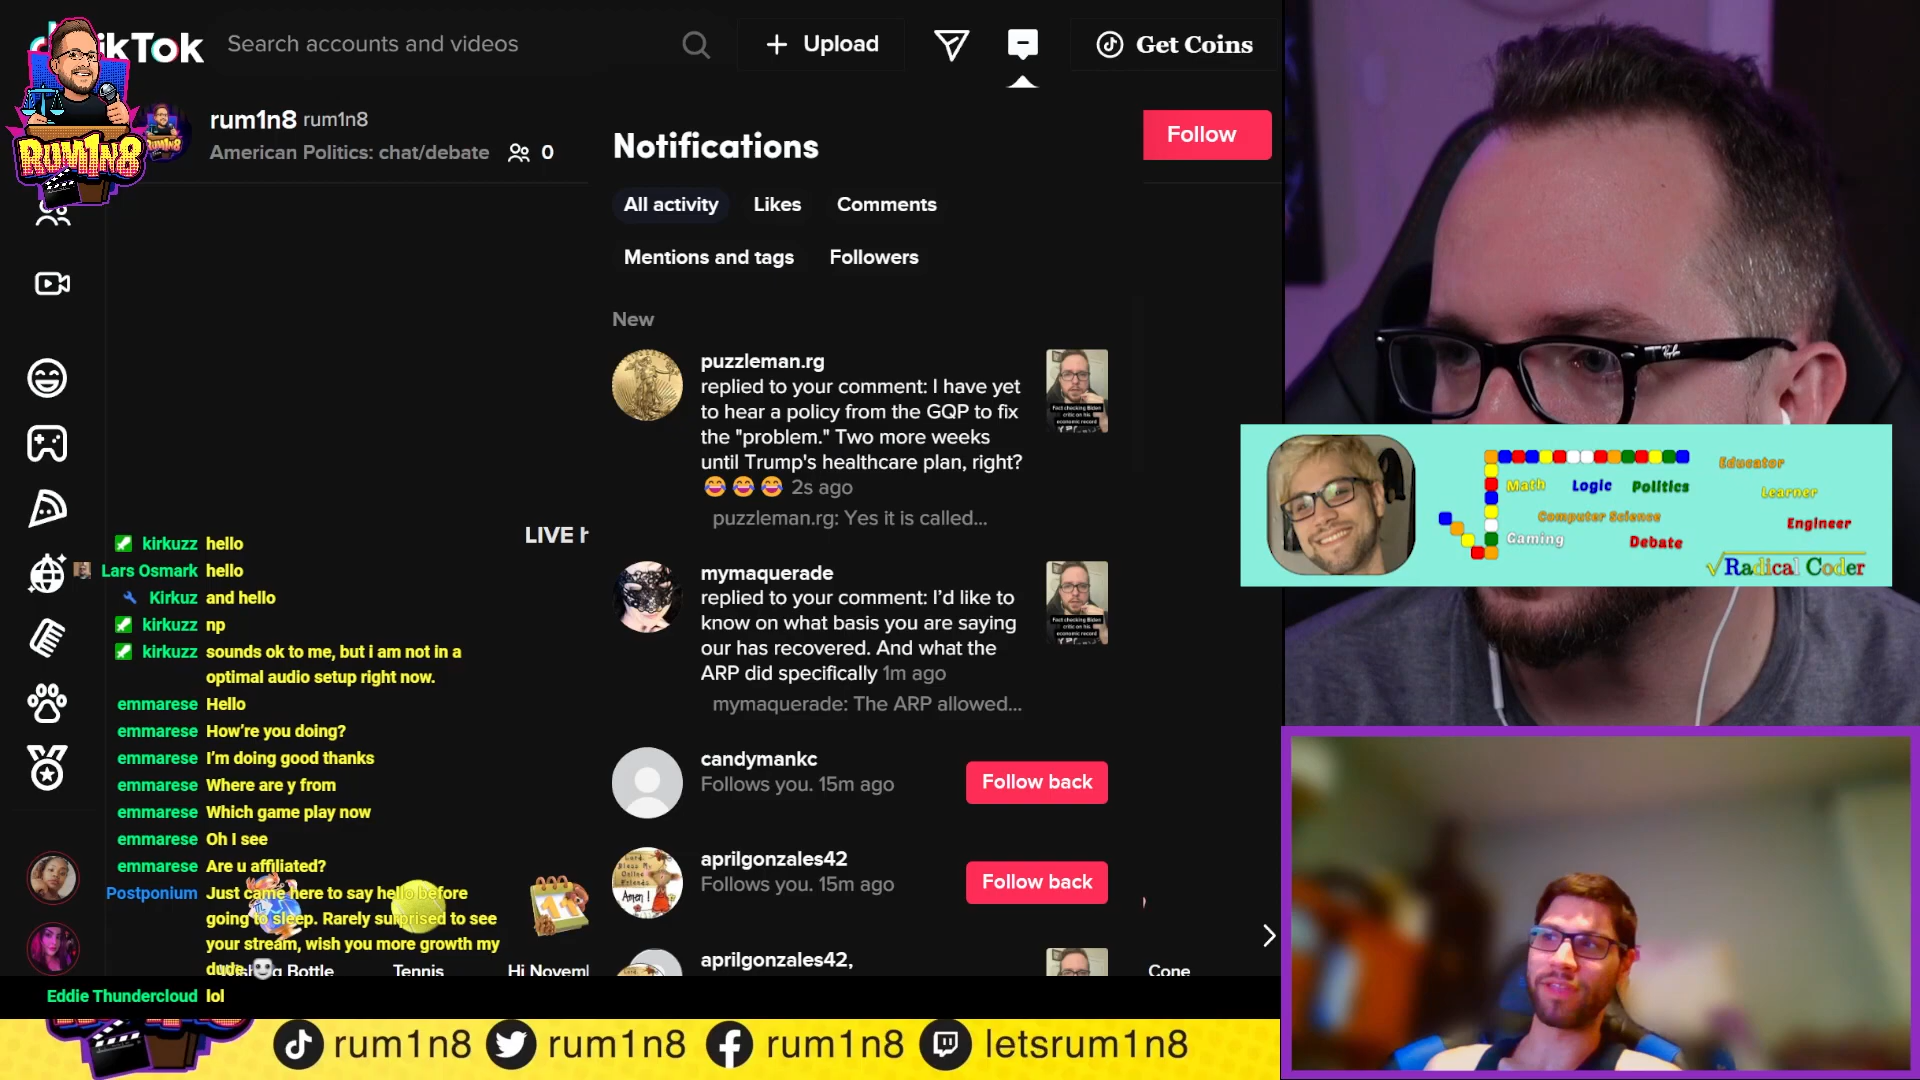 ikTok
Search accounts and videos
Upload
Get Coins
RUM1N8
rum1n8 rum1n8
American Politics: chat/debate 0
Follow
Notifications
All activity
Likes
Comments
Mentions and tags
Followers
New
puzzleman.rg
replied to your comment: I have yet
to hear a policy from the GQP to fix
the "problem." Two more weeks
until Trump's healthcare plan, right?
😂 😂 😂 2s ago
puzzleman.rg: Yes it is called...
mymaquerade
replied to your comment: I'd like to
know on what basis you are saying
our has recovered. And what the
ARP did specifically 1m ago
mymaquerade: The ARP allowed...
candymankc
Follows you. 15m ago
Follow back
aprilgonzales42
Follows you. 15m ago
Follow back
aprilgonzales42,
LIVE
kirkuzz hello
Lars Osmark hello
Kirkuz and hello
kirkuzz np
kirkuzz sounds ok to me, but i am not in a
optimal audio setup right now.
emmarese Hello
emmarese How're you doing?
emmarese I'm doing good thanks
emmarese Where are y from
emmarese Which game play now
emmarese Oh I see
emmarese Are u affiliated?
Postponium Just came here to say hello before
going to sleep. Rarely surprised to see
your stream, wish you more growth my
dude
Bottle
Tennis
Hi Novem
Cone
Eddie Thundercloud lol
Math
Logic
Politics
Computer Science
Gaming
Debate
Educator
Learner
Engineer
√Radical Coder
rum1n8
rum1n8
rum1n8
letsrum1n8